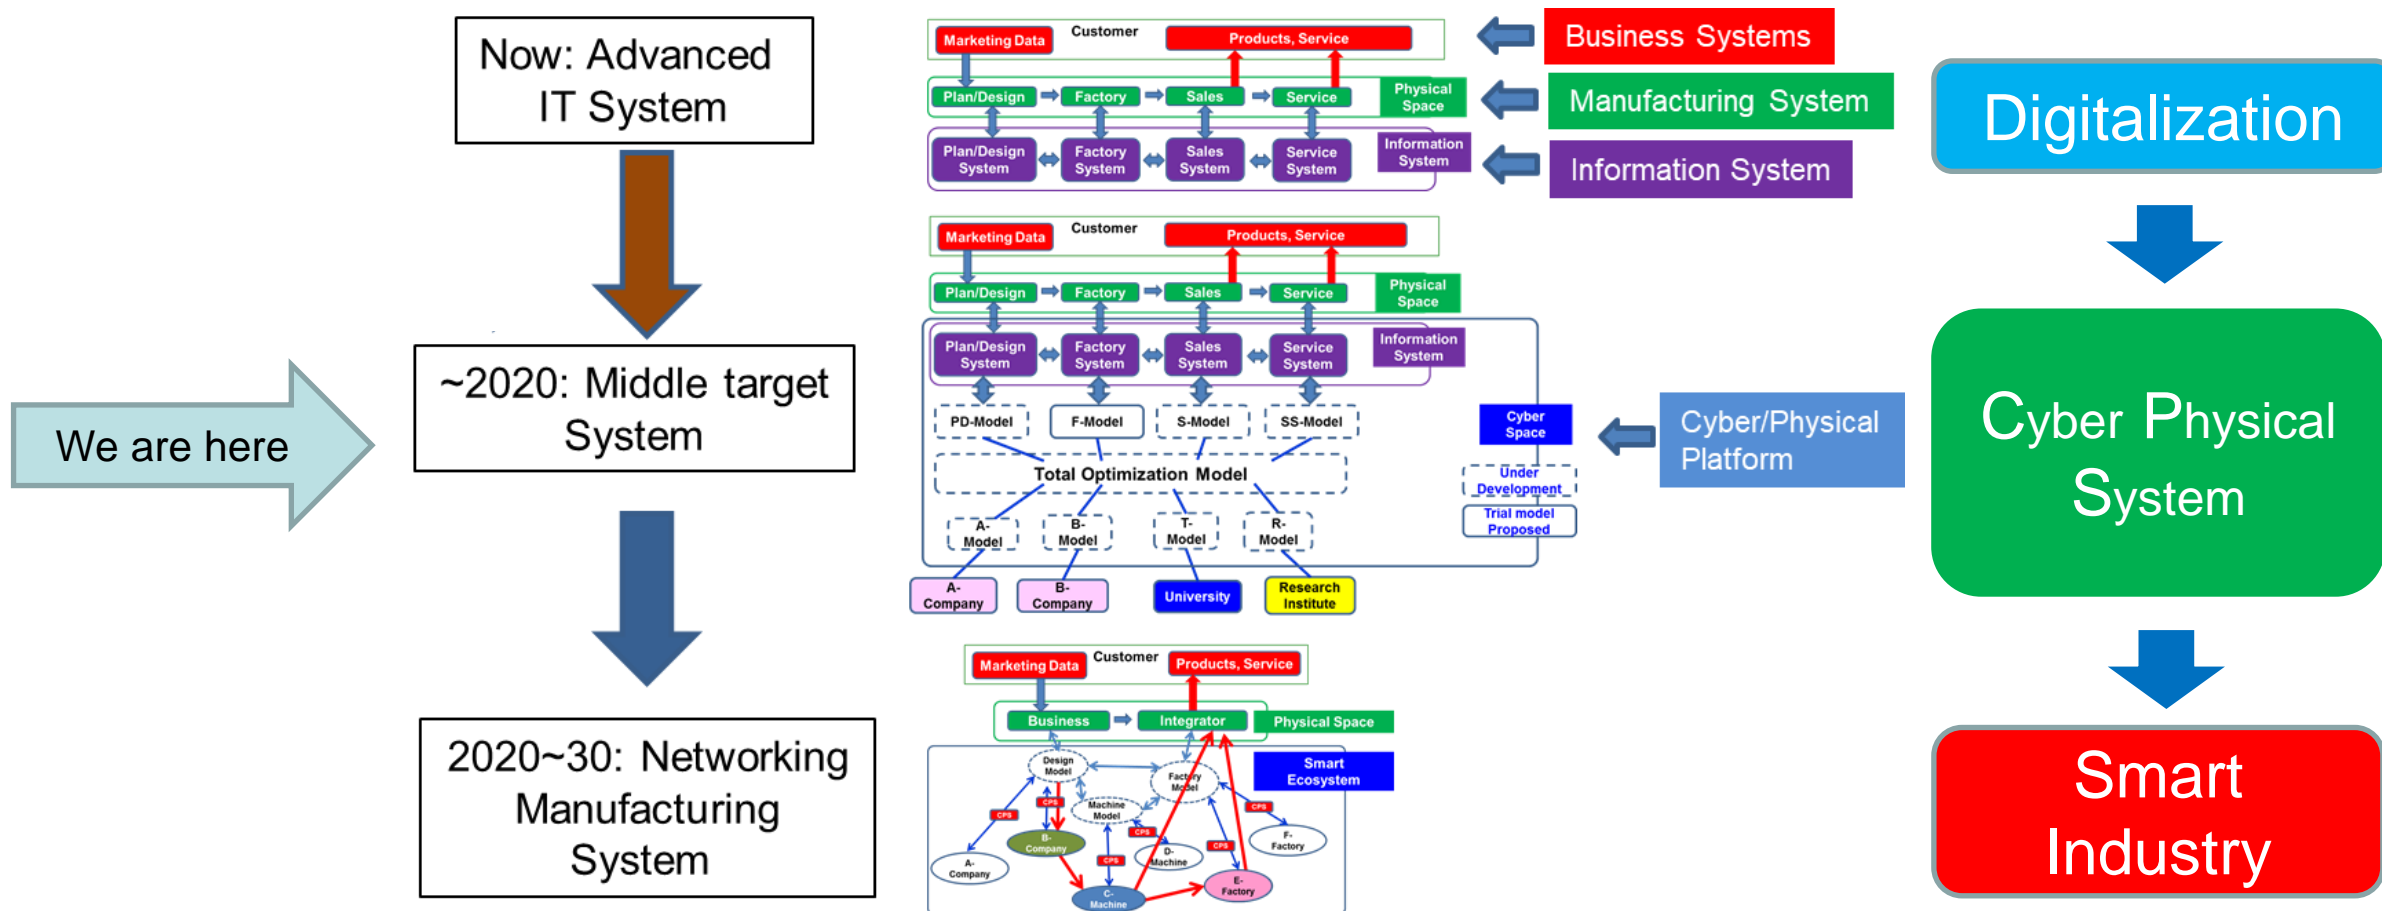 Now: Advanced
IT System
Marketing Data
Customer
Products, Service
Business Systems
Plan/Design
Factory
Sales
Service
Physical
Space
Manufacturing System
Plan/Design
System
Factory
System
Sales
System
Service
System
Information
System
Information System
Digitalization
We are here
~2020: Middle target
System
Marketing Data
Customer
Products, Service
Plan/Design
Factory
Sales
Service
Physical
Space
Plan/Design
System
Factory
System
Sales
System
Service
System
Information
System
PD-Model
F-Model
S-Model
SS-Model
Cyber
Space
Cyber/Physical
Platform
Total Optimization Model
Under
Development
Trial model
Proposed
A-
Model
B-
Model
T-
Model
R-
Model
A-
Company
B-
Company
University
Research
Institute
Cyber Physical
System
2020~30: Networking
Manufacturing
System
Marketing Data
Customer
Products, Service
Business
Integrator
Physical Space
Design
Model
Factory
Model
Machine
Model
Smart
Ecosystem
CPS
CPS
CPS
CPS
CPS
CPS
A-
Company
B-
Company
C-
Machine
D-
Machine
E-
Factory
F-
Factory
Smart
Industry